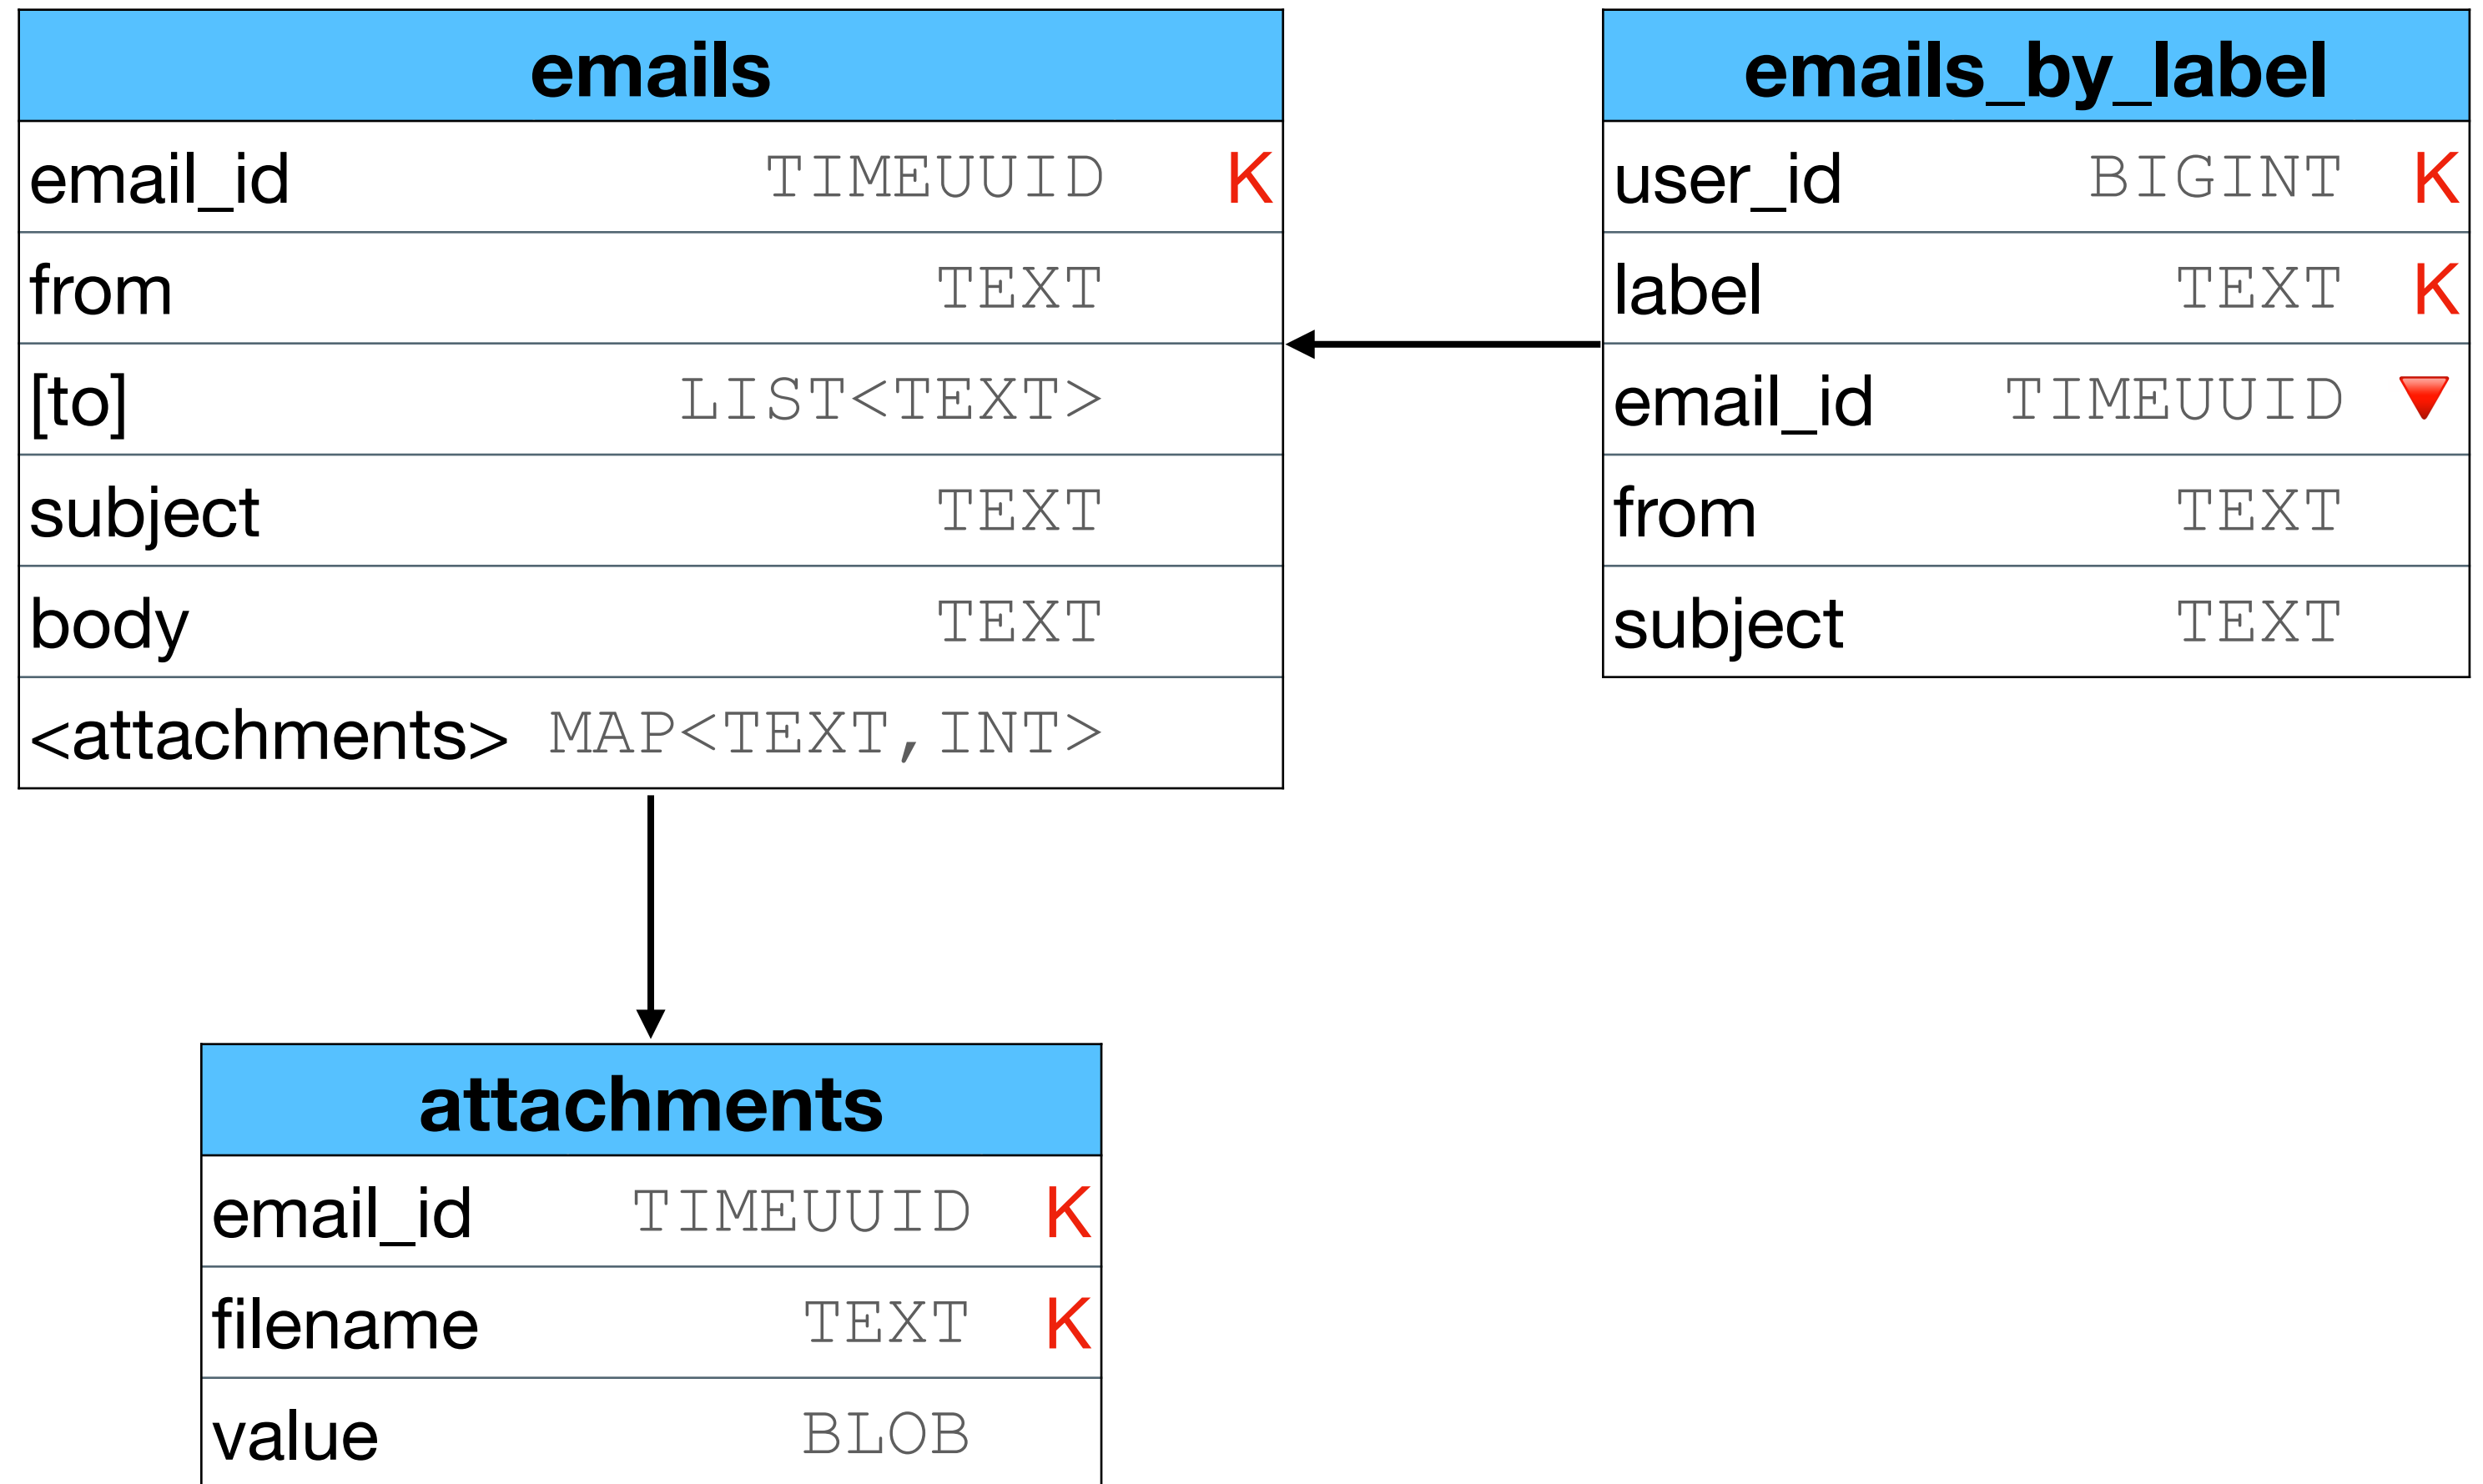 emails
email_id TIMEUUID K
from TEXT
[to] LIST<TEXT>
subject TEXT
body TEXT
<attachments> MAP<TEXT,INT>
emails_by_label
user_id BIGINT K
label TEXT K
email_id TIMEUUID
from TEXT
subject TEXT
attachments
email_id TIMEUUID K
filename TEXT K
value BLOB